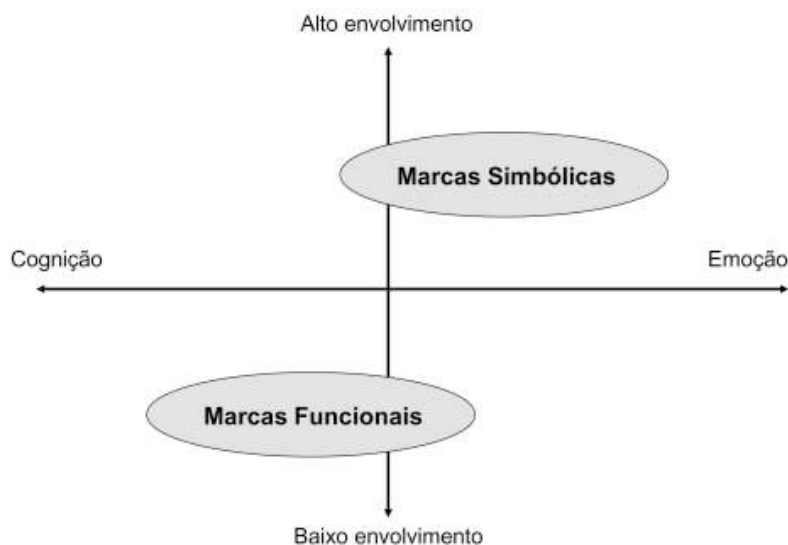 Alto envolvimento
Marcas Simbólicas
Cognição
Emoção
Marcas Funcionais
Baixo envolvimento